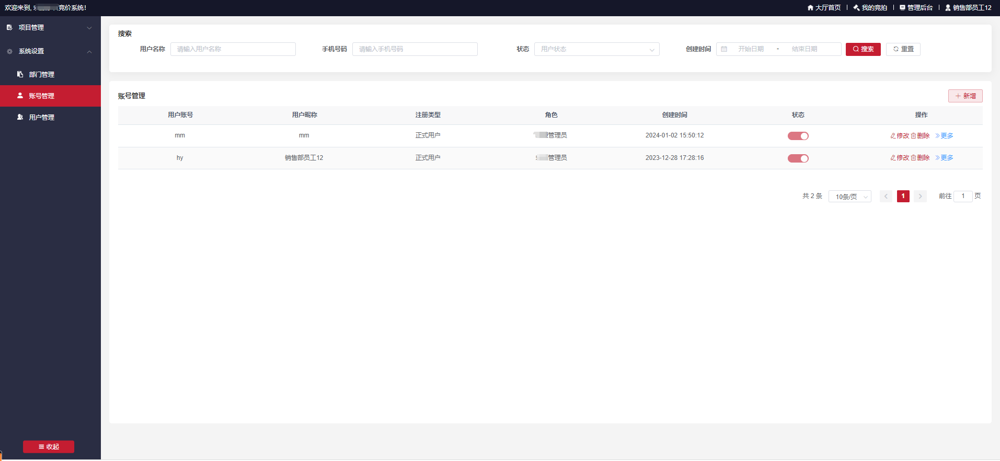 欢迎来到, 竞价系统!
大厅首页 | 我的竞拍 | 管理后台 | 销售部员工12
项目管理
系统设置
部门管理
账号管理
用户管理
收起
搜索
用户名称 请输入用户名称 手机号码 请输入手机号码 状态 用户状态 创建时间 开始日期 - 结束日期 搜索 重置
账号管理 新增
用户账号 用户昵称 注册类型 角色 创建时间 状态 操作
mm mm 正式用户 管理员 2024-01-02 15:50:12 修改 删除 更多
hy 销售部员工12 正式用户 管理员 2023-12-28 17:28:16 修改 删除 更多
共 2 条 10条/页 1 前往 1 页